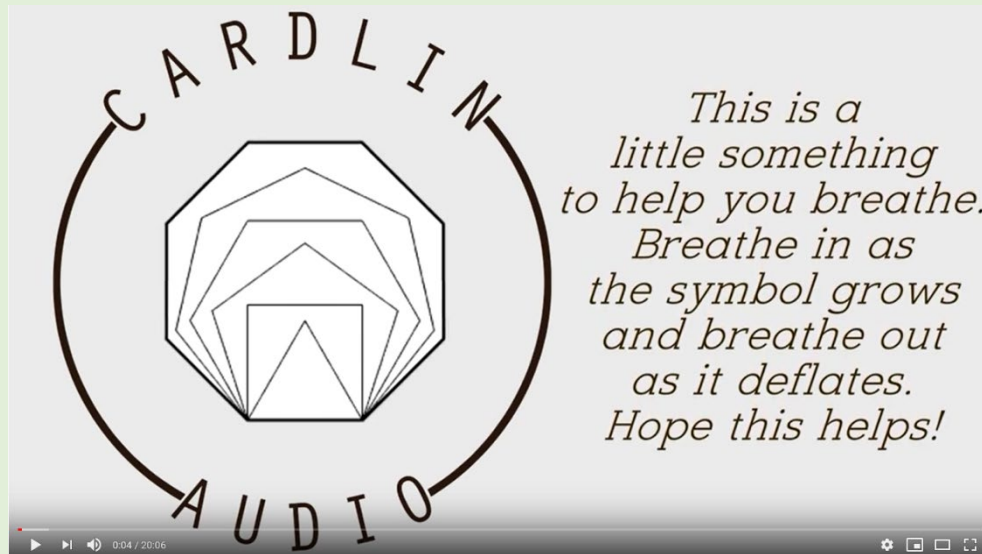 CARDLIN
AUDIO
This is a
little something
to help you breathe.
Breathe in as
the symbol grows
and breathe out
as it deflates.
Hope this helps!
0:04 / 20:06